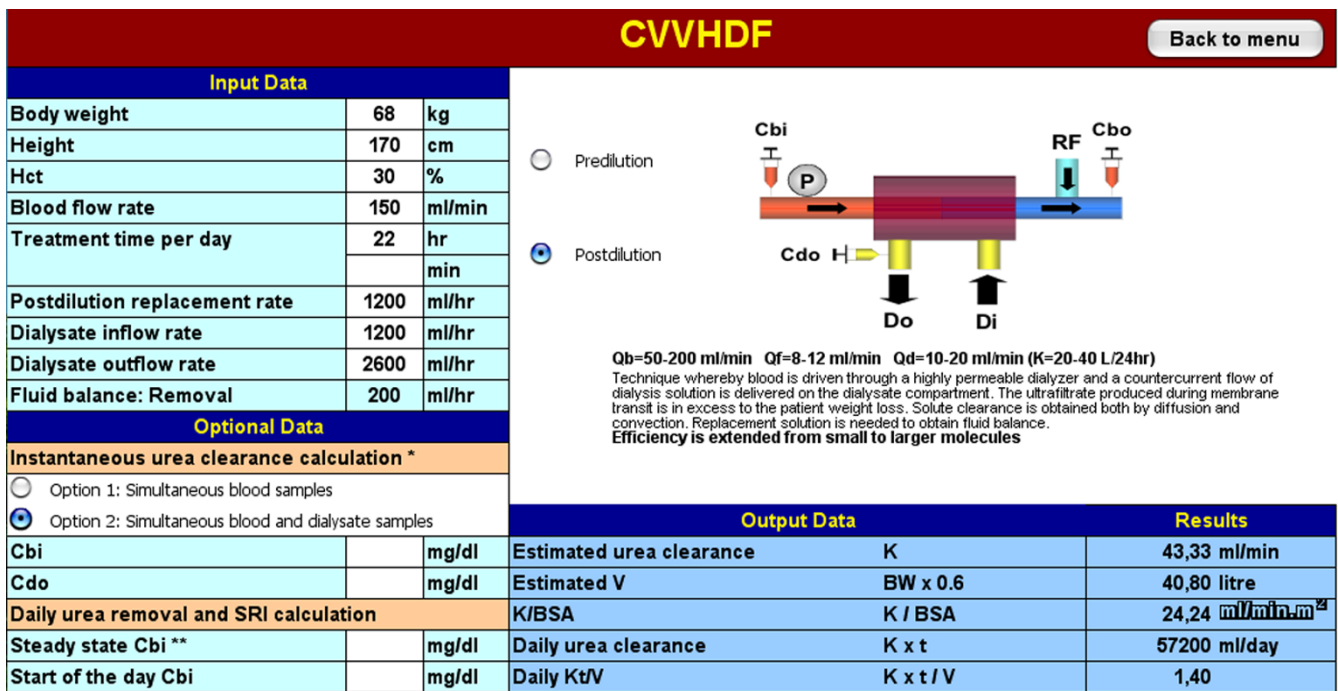 CVVHDF
Back to menu
Input Data
Body weight 68 kg
Height 170 cm
Hct 30 %
Blood flow rate 150 ml/min
Treatment time per day 22 hr
min
Postdilution replacement rate 1200 ml/hr
Dialysate inflow rate 1200 ml/hr
Dialysate outflow rate 2600 ml/hr
Fluid balance: Removal 200 ml/hr
Optional Data
Instantaneous urea clearance calculation *
Option 1: Simultaneous blood samples
Option 2: Simultaneous blood and dialysate samples
Cbi mg/dl
Cdo mg/dl
Daily urea removal and SRI calculation
Steady state Cbi ** mg/dl
Start of the day Cbi mg/dl
Predilution
Postdilution
Cbi
RF
Cbo
P
Cdo
Do
Di
Qb=50-200 ml/min Qf=8-12 ml/min Qd=10-20 ml/min (K=20-40 L/24hr)
Technique whereby blood is driven through a highly permeable dialyzer and a countercurrent flow of
dialysis solution is delivered on the dialysate compartment. The ultrafiltrate produced during membrane
transit is in excess to the patient weight loss. Solute clearance is obtained both by diffusion and
convection. Replacement solution is needed to obtain fluid balance.
Efficiency is extended from small to larger molecules
Output Data Results
Estimated urea clearance K 43,33 ml/min
Estimated V BW x 0.6 40,80 litre
K/BSA K / BSA 24,24 ml/min.m²
Daily urea clearance K x t 57200 ml/day
Daily Kt/V K x t / V 1,40